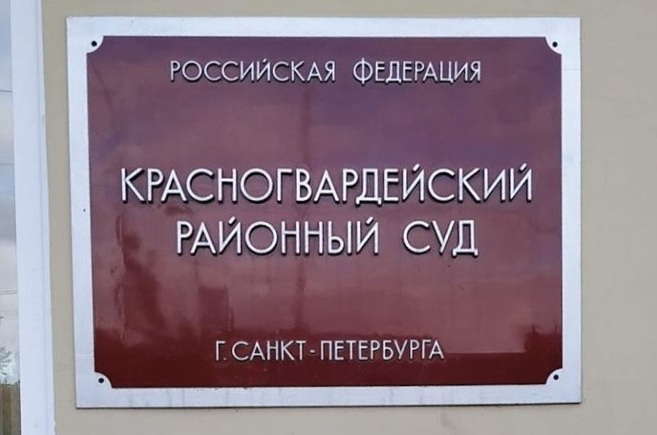 РОССИЙСКАЯ ФЕДЕРАЦИЯ
КРАСНОГВАРДЕЙСКИЙ
РАЙОННЫЙ СУД
Г. САНКТ-ПЕТЕРБУРГА